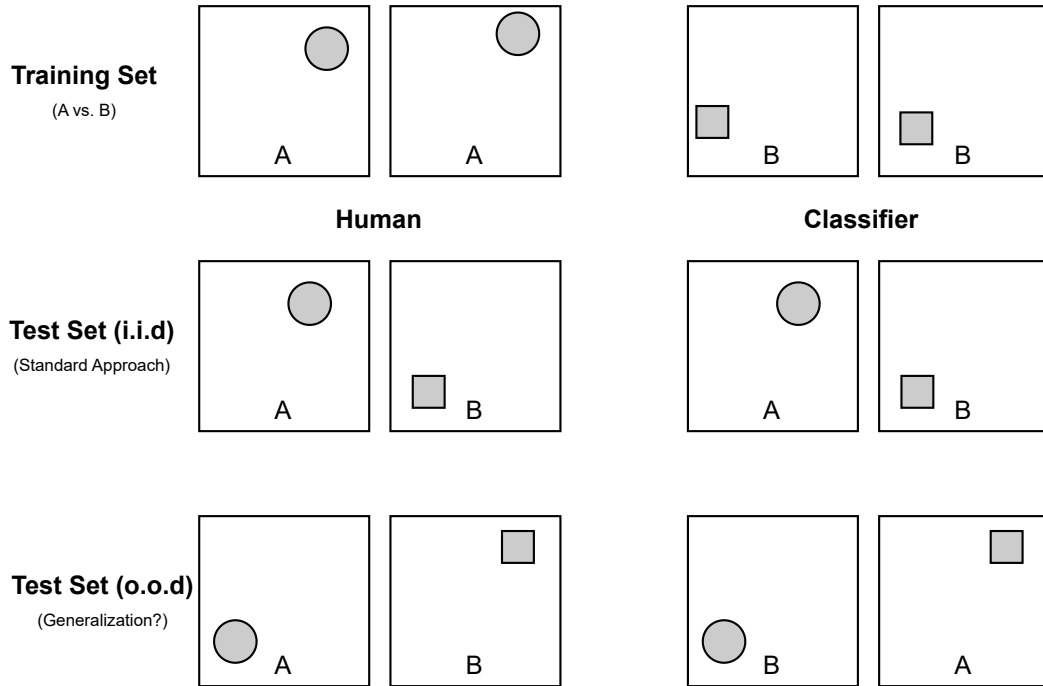 Training Set
(A vs. B)
A
A
B
B
Human
Classifier
Test Set (i.i.d)
(Standard Approach)
A
B
A
B
Test Set (o.o.d)
(Generalization?)
A
B
B
A